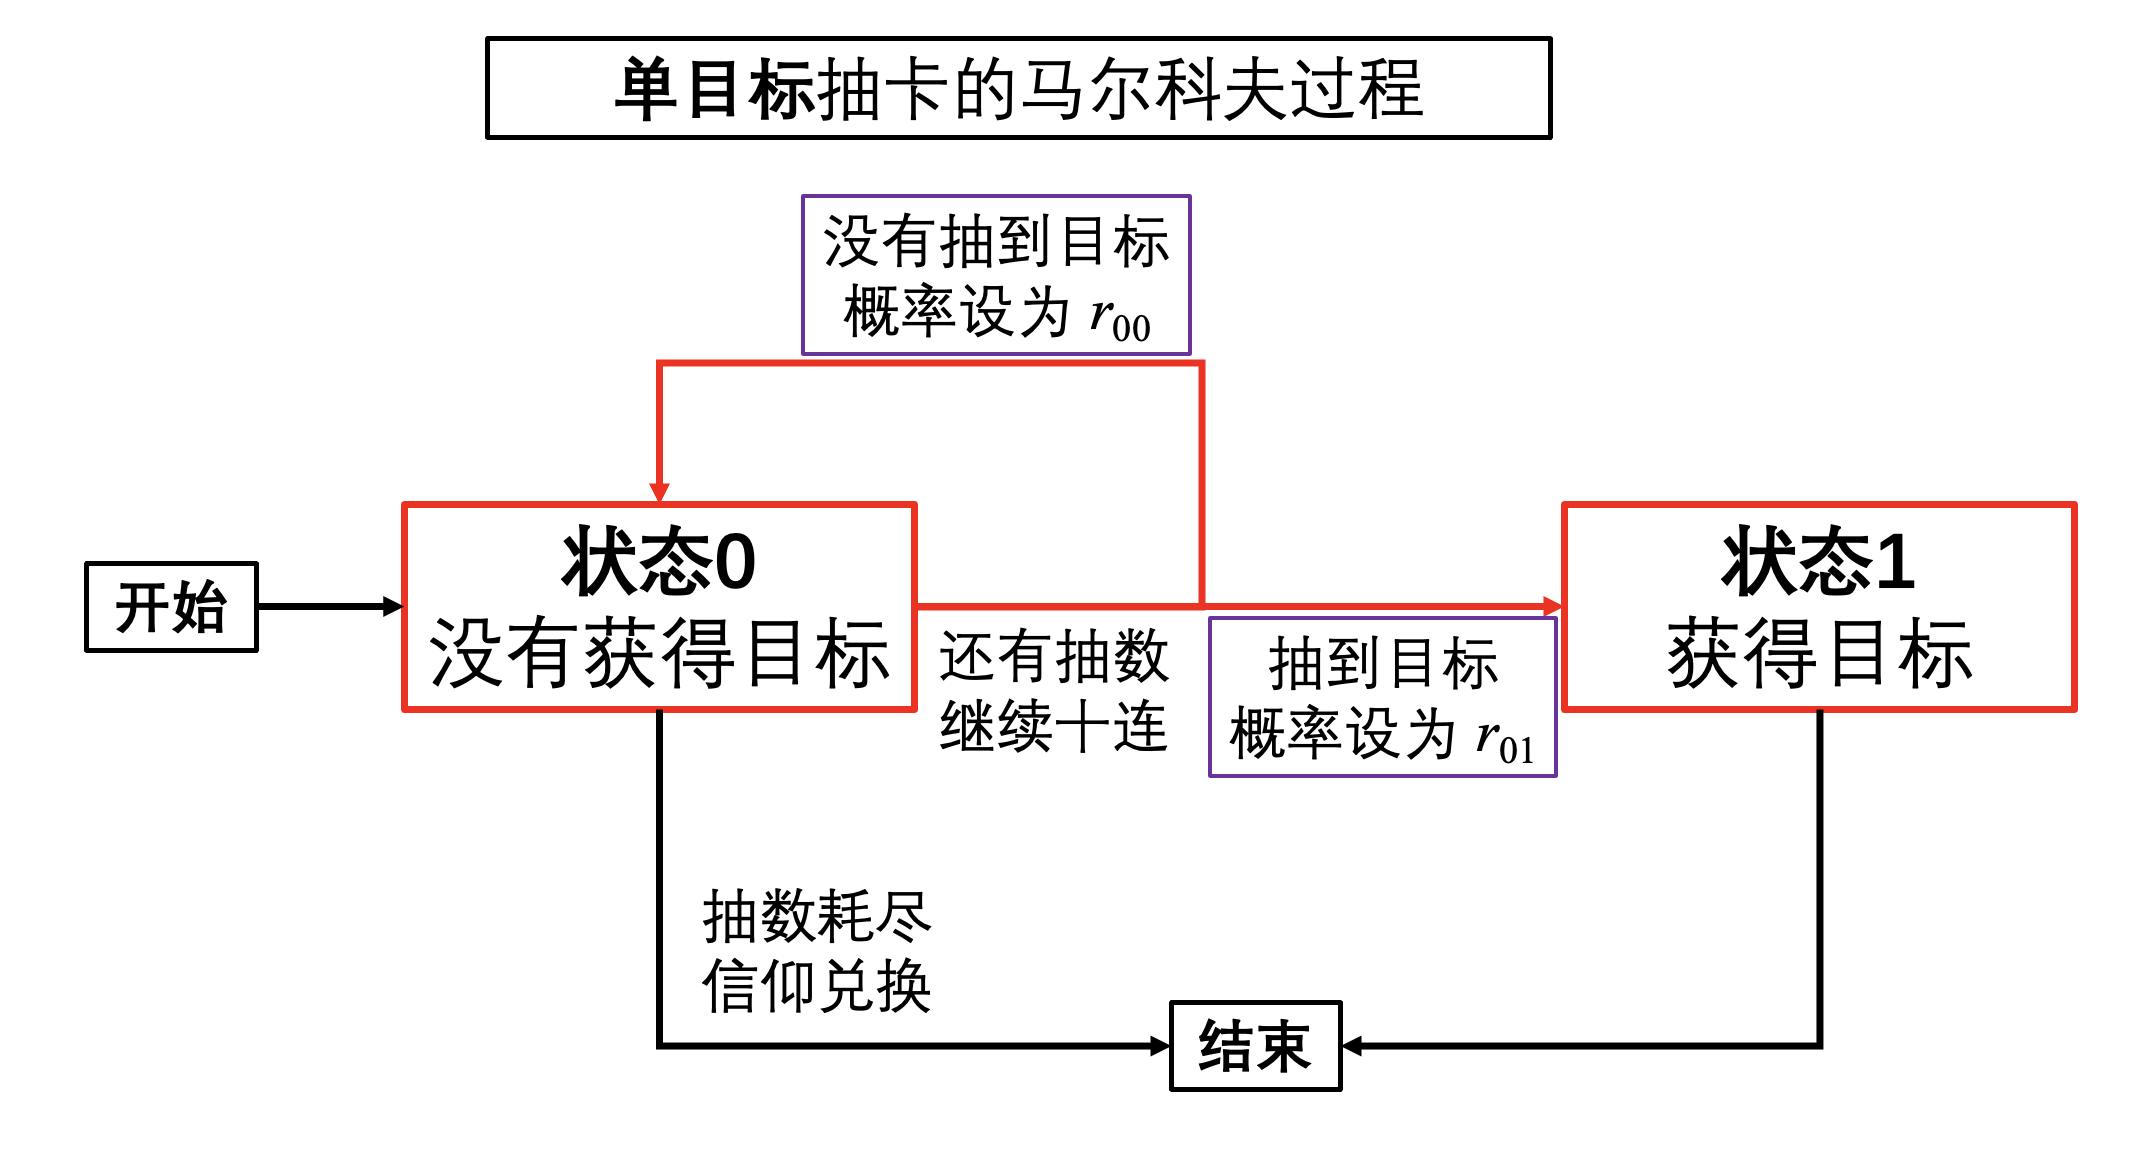 单目标抽卡的马尔科夫过程
没有抽到目标
概率设为 r₀₀
开始
状态0
没有获得目标
还有抽数
继续十连
抽到目标
概率设为 r₀₁
状态1
获得目标
抽数耗尽
信仰兑换
结束